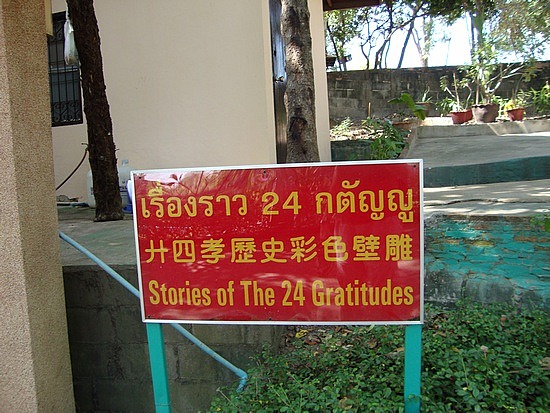 เรื่องราว 24 กตัญญู
廾四孝歷史彩色壁雕
Stories of The 24 Gratitudes